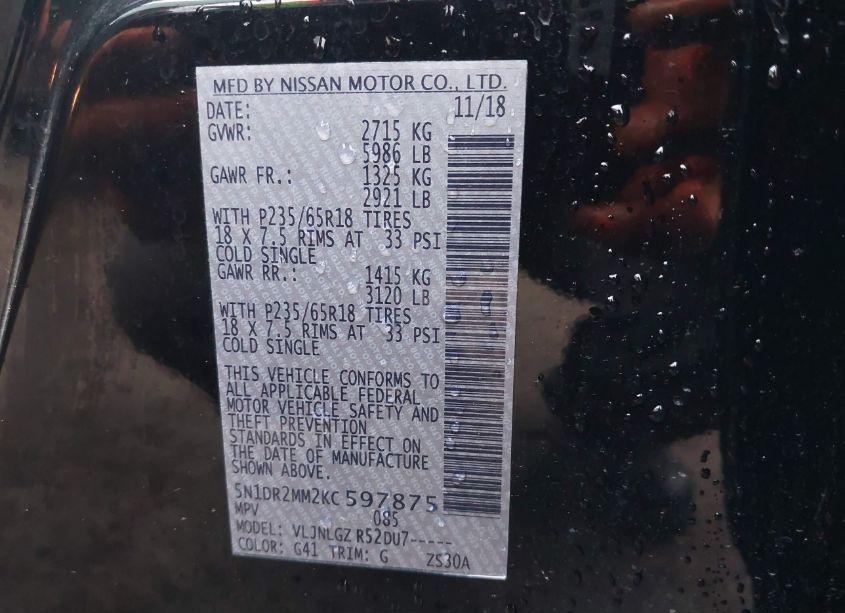 MFD BY NISSAN MOTOR CO., LTD.
DATE: 11/18
GVWR: 2715 KG
5986 LB
GAWR FR.: 1325 KG
2921 LB
WITH P235/65R18 TIRES
18 X 7.5 RIMS AT 33 PSI
COLD SINGLE
GAWR RR.: 1415 KG
3120 LB
WITH P235/65R18 TIRES
18 X 7.5 RIMS AT 33 PSI
COLD SINGLE
THIS VEHICLE CONFORMS TO
ALL APPLICABLE FEDERAL
MOTOR VEHICLE SAFETY AND
THEFT PREVENTION
STANDARDS IN EFFECT ON
THE DATE OF MANUFACTURE
SHOWN ABOVE.
5N1DR2MM2KC597875
MPV 085
MODEL: VLJNLGZ R52DU7-----
COLOR: G41 TRIM: G ZS30A